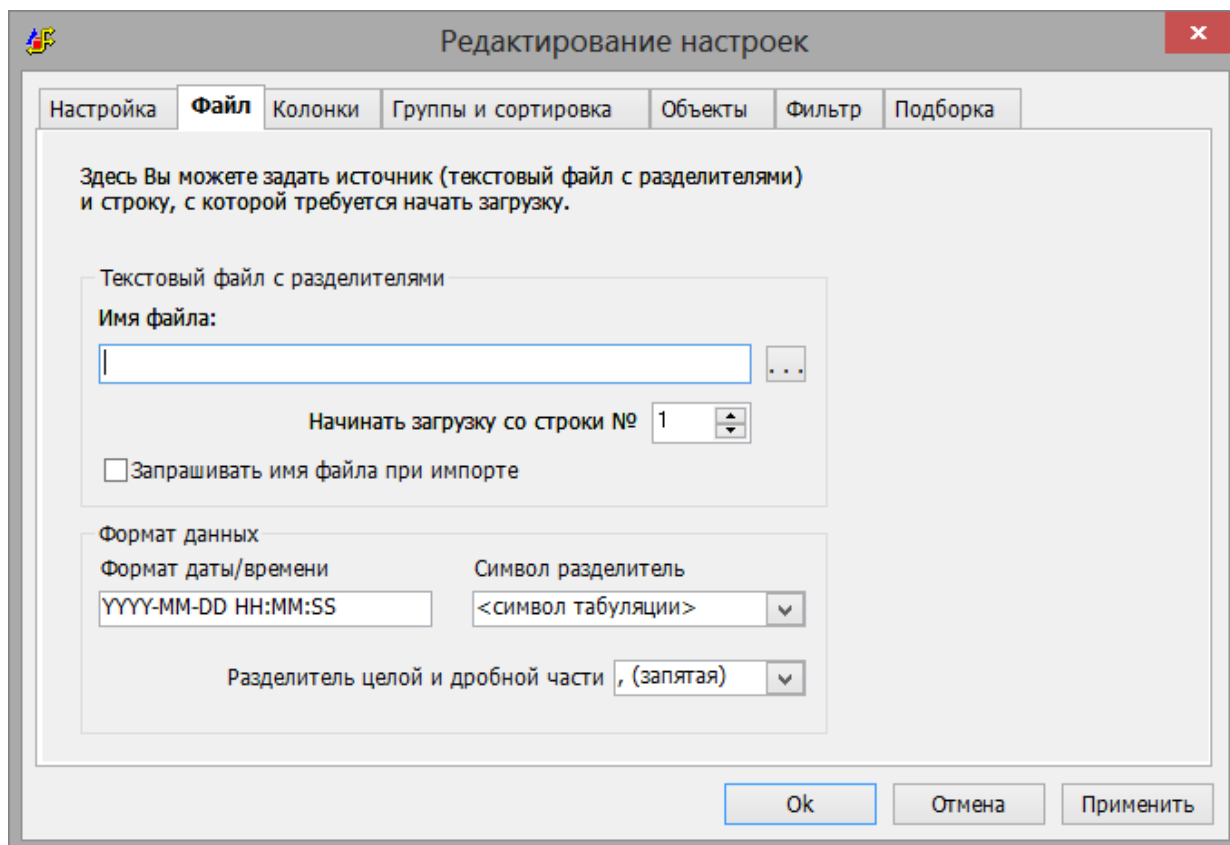 Редактирование настроек
Настройка Файл Колонки Группы и сортировка Объекты Фильтр Подборка
Здесь Вы можете задать источник (текстовый файл с разделителями)
и строку, с которой требуется начать загрузку.
Текстовый файл с разделителями
Имя файла:
...
Начинать загрузку со строки № 1
Запрашивать имя файла при импорте
Формат данных
Формат даты/времени Символ разделитель
YYYY-MM-DD HH:MM:SS <символ табуляции>
Разделитель целой и дробной части , (запятая)
Ok Отмена Применить